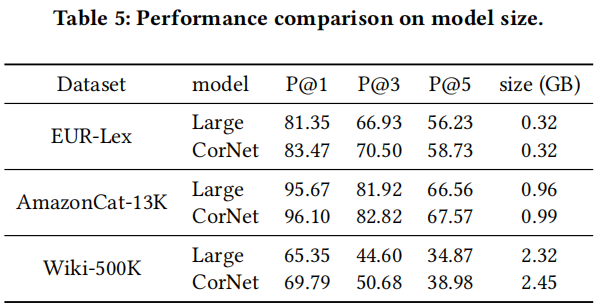 Table 5: Performance comparison on model size.
Dataset model P@1 P@3 P@5 size (GB)
EUR-Lex Large 81.35 66.93 56.23 0.32
CorNet 83.47 70.50 58.73 0.32
AmazonCat-13K Large 95.67 81.92 66.56 0.96
CorNet 96.10 82.82 67.57 0.99
Wiki-500K Large 65.35 44.60 34.87 2.32
CorNet 69.79 50.68 38.98 2.45